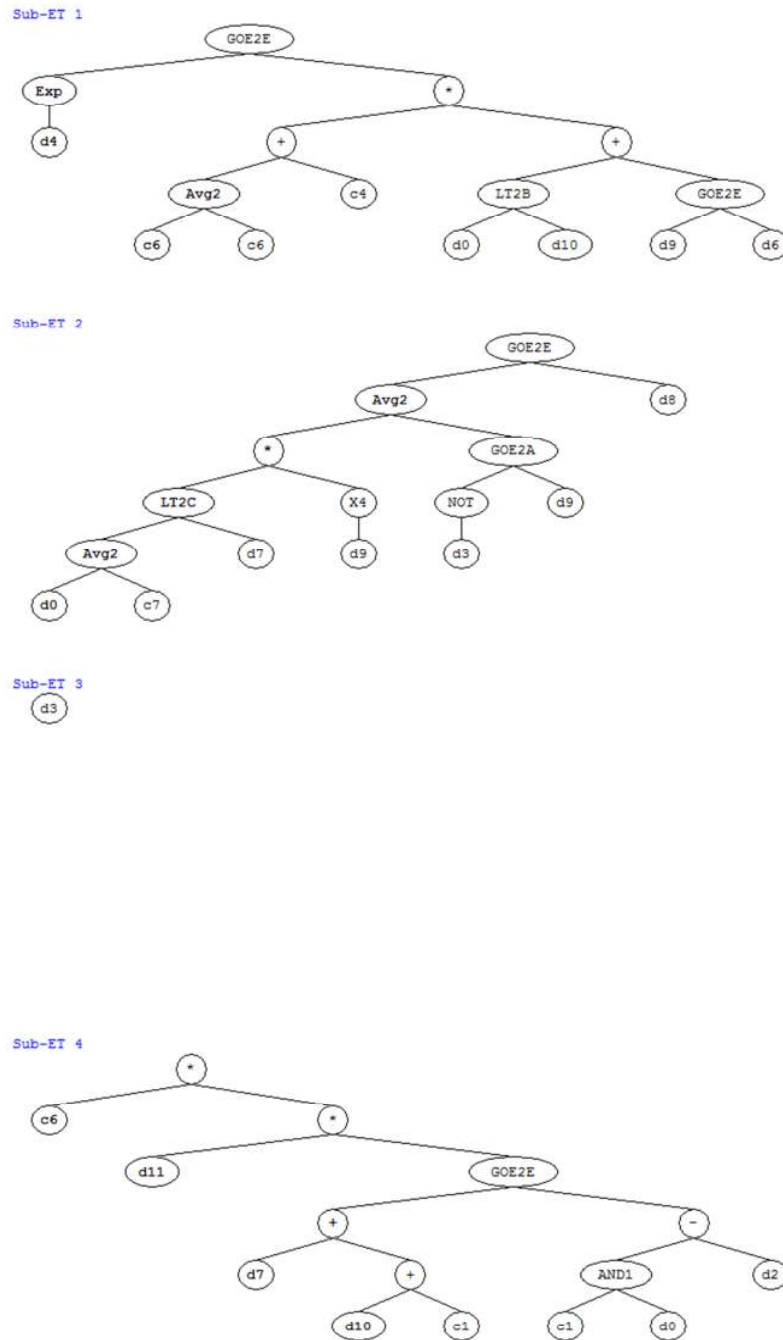 Sub-ET 1
GOE2E
Exp *
d4 + +
Avg2 c4 LT2B GOE2E
c6 c6 d0 d10 d9 d6
Sub-ET 2
GOE2E
Avg2 d8
* GOE2A
LT2C X4 NOT d9
Avg2 d7 d9 d3
d0 c7
Sub-ET 3
d3
Sub-ET 4
*
c6 *
d11 GOE2E
+ -
d7 + AND1 d2
d10 c1 c1 d0